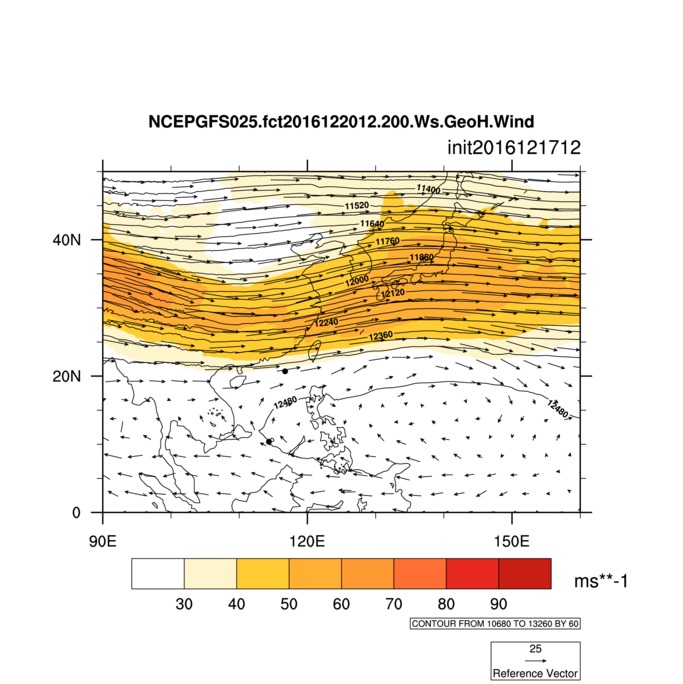 NCEPGFS025.fct2016122012.200.Ws.GeoH.Wind
init2016121712
11400
11520
11640
40N
11760
11880
12000
12120
12240
12360
20N
12480
12480
0
90E 120E 150E
ms**-1
30 40 50 60 70 80 90
CONTOUR FROM 10680 TO 13260 BY 60
25
Reference Vector